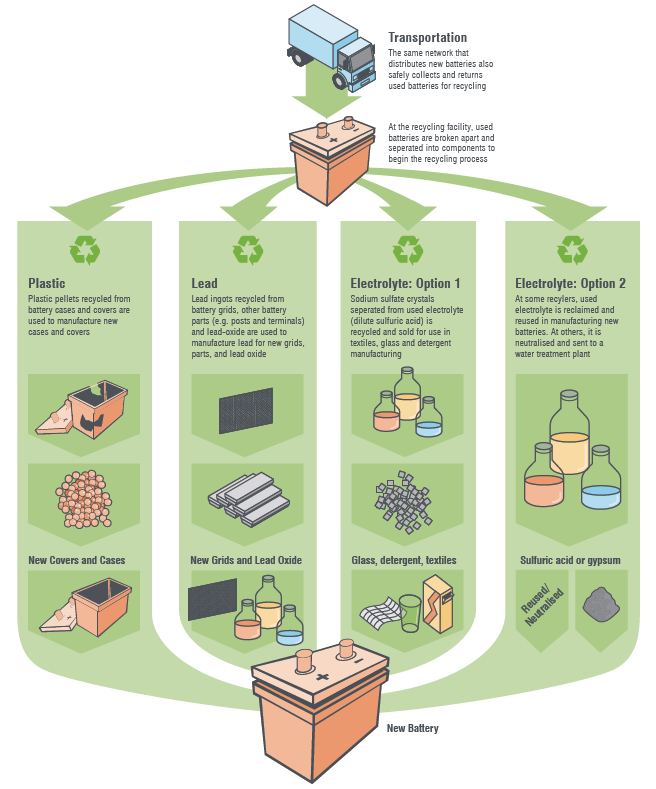 Transportation
The same network that
distributes new batteries also
safely collects and returns
used batteries for recycling
At the recycling facility, used
batteries are broken apart and
seperated into components to
begin the recycling process
Plastic
Plastic pellets recycled from
battery cases and covers are
used to manufacture new
cases and covers
New Covers and Cases
Lead
Lead ingots recycled from
battery grids, other battery
parts (e.g. posts and terminals)
and lead-oxide are used to
manufacture lead for new grids,
parts, and lead oxide
New Grids and Lead Oxide
Electrolyte: Option 1
Sodium sulfate crystals
seperated from used electrolyte
(dilute sulfuric acid) is
recycled and sold for use in
textiles, glass and detergent
manufacturing
Glass, detergent, textiles
Electrolyte: Option 2
At some recylers, used
electrolyte is reclaimed and
reused in manufacturing new
batteries. At others, it is
neutralised and sent to a
water treatment plant
Sulfuric acid or gypsum
Reused/
Neutralised
New Battery